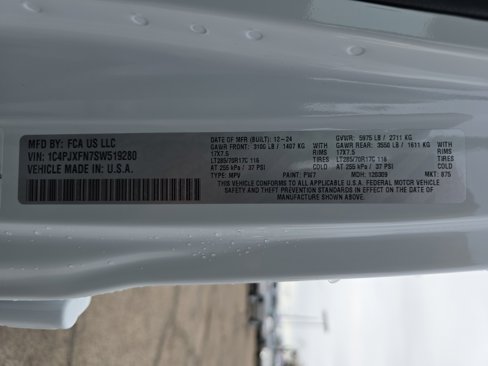 MFD BY: FCA US LLC
VIN: 1C4PJXFN7SW519280
VEHICLE MADE IN: U.S.A.
DATE OF MFR (BUILT): 12-24 GVWR: 5975 LB / 2711 KG
GAWR FRONT: 3100 LB / 1407 KG WITH GAWR REAR: 3550 LB / 1611 KG WITH
17X7.5 TIRES 17X7.5 TIRES
LT285/70R17C 116 RIMS LT285/70R17C 116
AT 255 kPa / 37 PSI COLD AT 255 kPa / 37 PSI COLD
TYPE: MPV PAINT: PW7 MDH: 120309 MKT: 875
THIS VEHICLE CONFORMS TO ALL APPLICABLE U.S.A. FEDERAL MOTOR VEHICLE
SAFETY AND THEFT PREVENTION STANDARDS IN EFFECT ON THE DATE OF
MANUFACTURE SHOWN ABOVE.